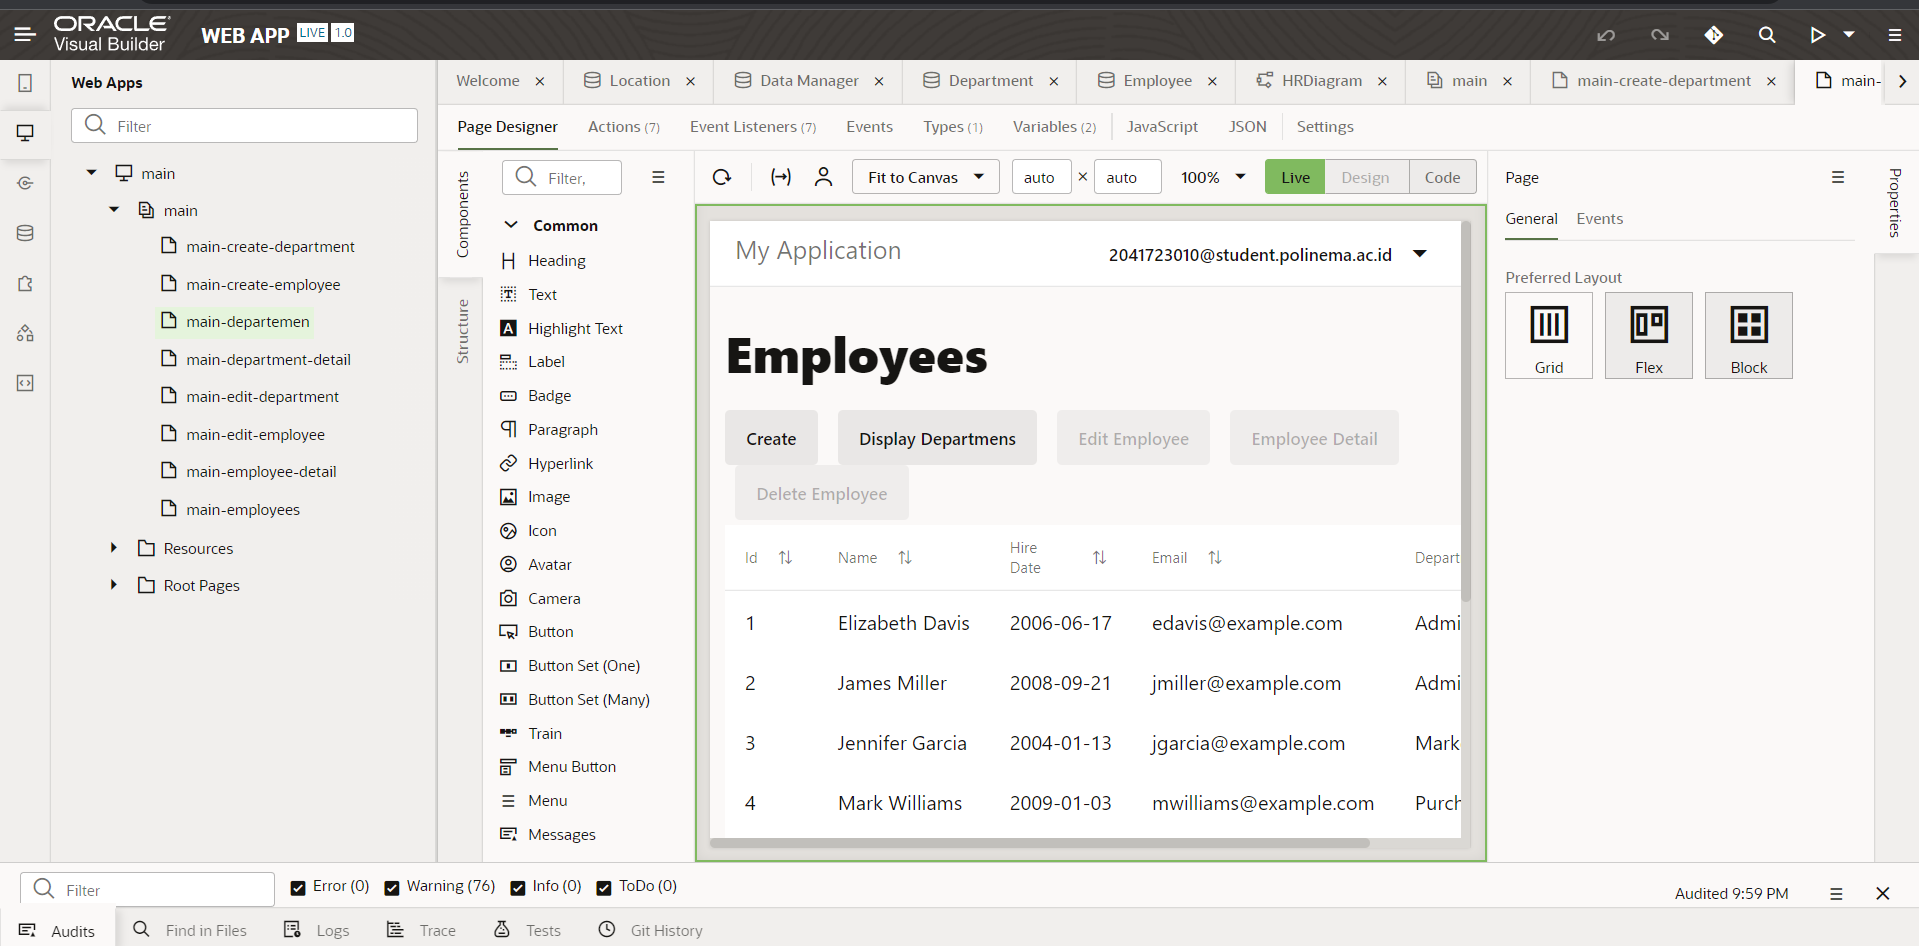 ORACLE
Visual Builder
WEB APP LIVE 1.0
Web Apps
Filter
main
main
main-create-department
main-create-employee
main-departemen
main-department-detail
main-edit-department
main-edit-employee
main-employee-detail
main-employees
Resources
Root Pages
Welcome × Location × Data Manager × Department × Employee × HRDiagram × main × main-create-department × main-
Page Designer Actions (7) Event Listeners (7) Events Types (1) Variables (2) JavaScript JSON Settings
Components
Structure
Filter,
Common
Heading
Text
Highlight Text
Label
Badge
Paragraph
Hyperlink
Image
Icon
Avatar
Camera
Button
Button Set (One)
Button Set (Many)
Train
Menu Button
Menu
Messages
Fit to Canvas auto × auto 100% Live Design Code
My Application 2041723010@student.polinema.ac.id
Employees
Create Display Departmens Edit Employee Employee Detail
Delete Employee
Id Name Hire Date Email Depart
1 Elizabeth Davis 2006-06-17 edavis@example.com Admi
2 James Miller 2008-09-21 jmiller@example.com Admi
3 Jennifer Garcia 2004-01-13 jgarcia@example.com Mark
4 Mark Williams 2009-01-03 mwilliams@example.com Purch
Page
General Events
Preferred Layout
Grid Flex Block
Properties
Filter Error (0) Warning (76) Info (0) ToDo (0) Audited 9:59 PM
Audits Find in Files Logs Trace Tests Git History